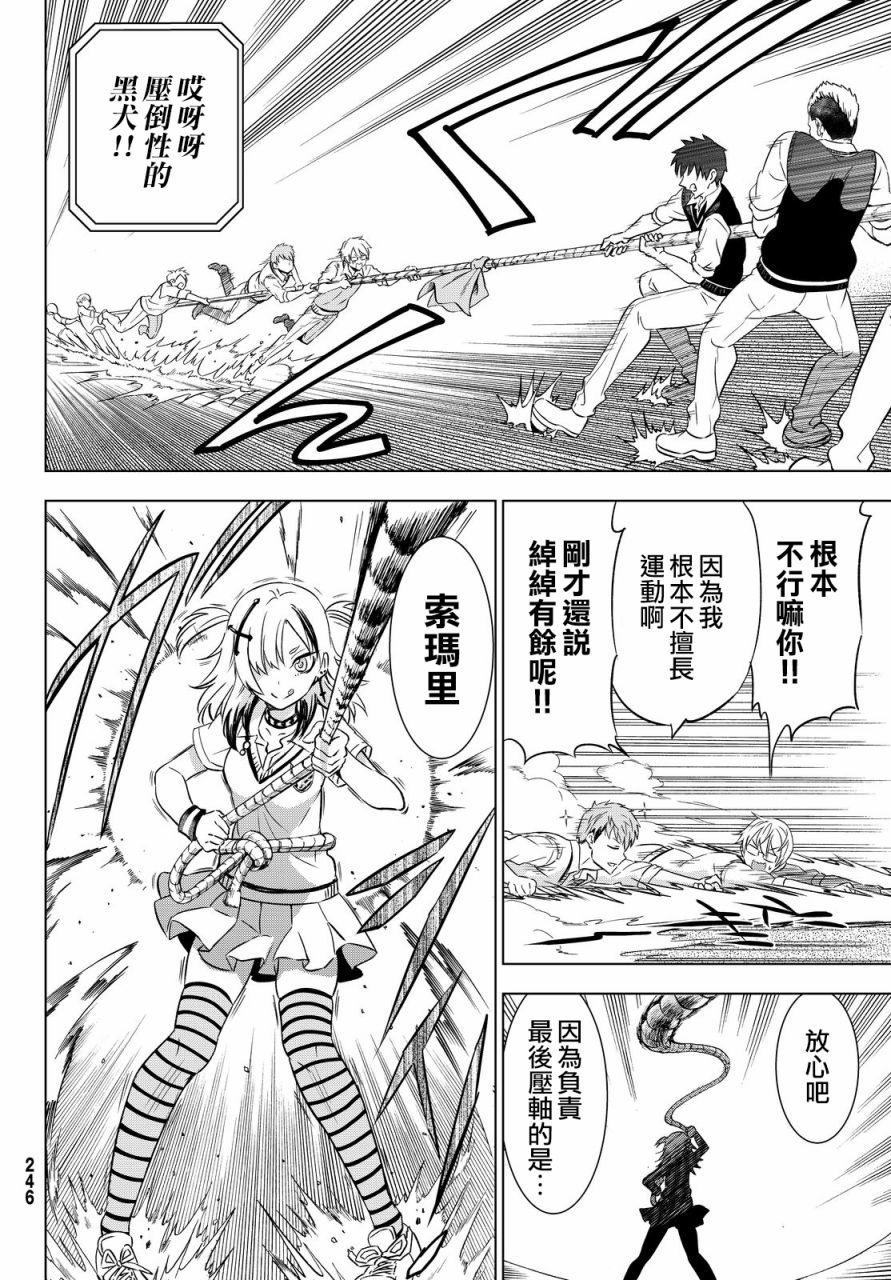 哎呀呀
壓倒性的
黑犬!!
根本
不行嘛你!!
因為我
根本不擅長
運動啊
剛才還說
綽綽有餘呢!!
放心吧
因為負責
最後壓軸的是…
索瑪里
246